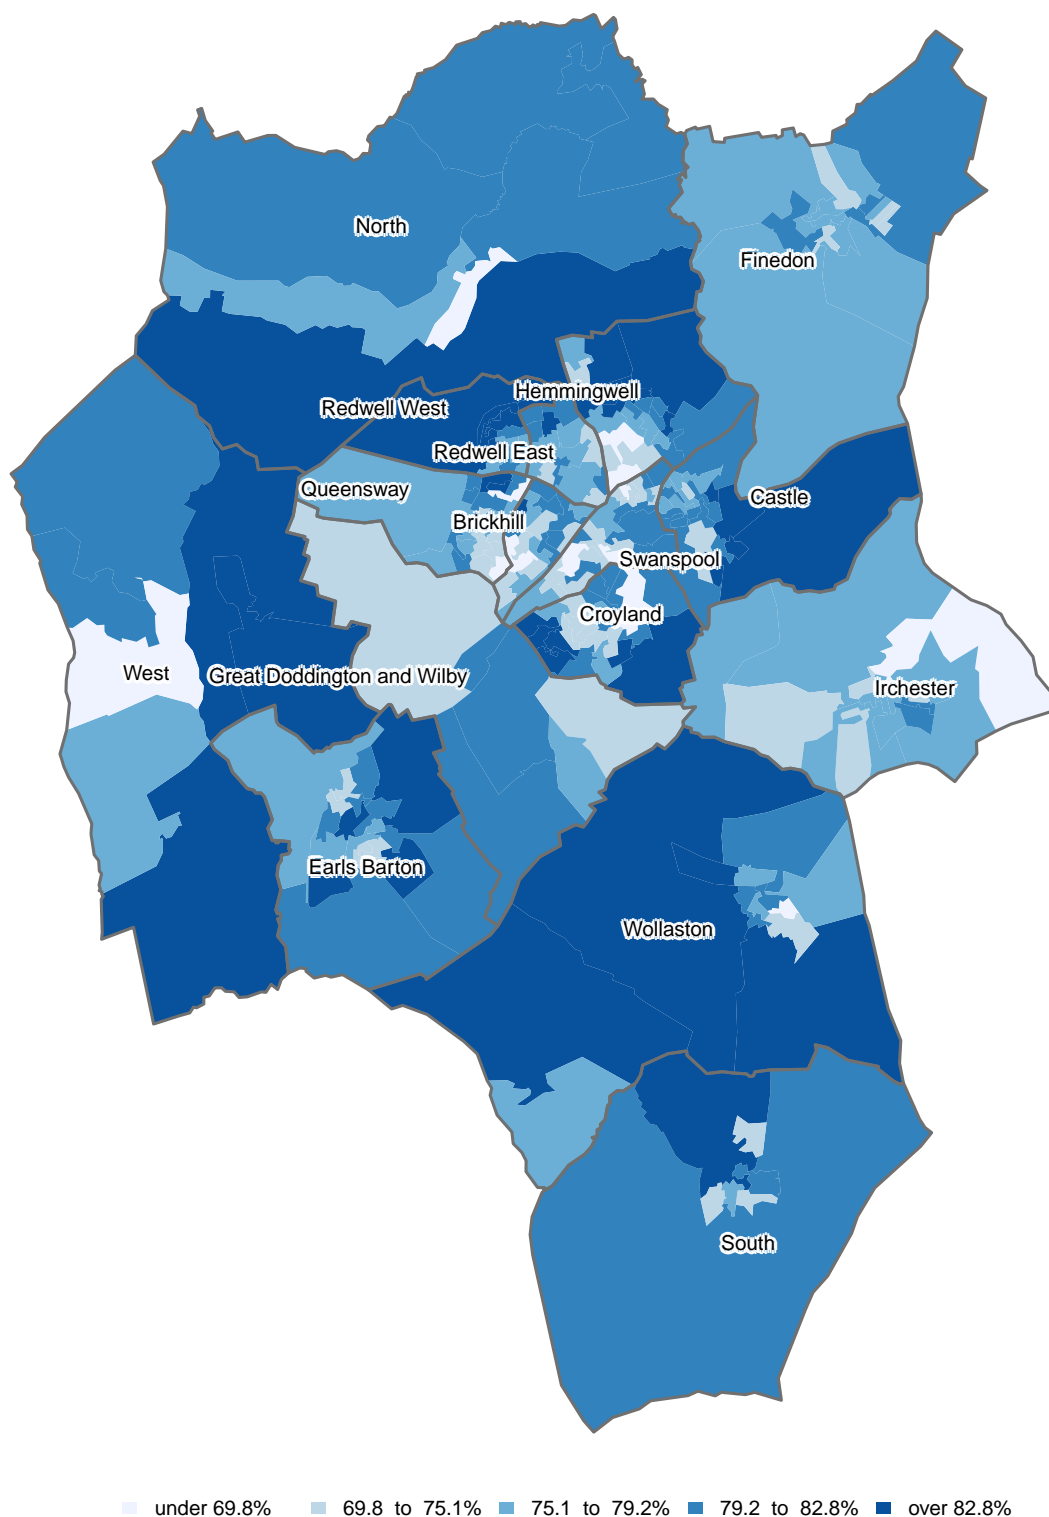 North
Finedon
Hemmingwell
Redwell West
Redwell East
Queensway
Castle
Brickhill
Swanspool
Croyland
West
Great Doddington and Wilby
Irchester
Earls Barton
Wollaston
South
under 69.8% 69.8 to 75.1% 75.1 to 79.2% 79.2 to 82.8% over 82.8%